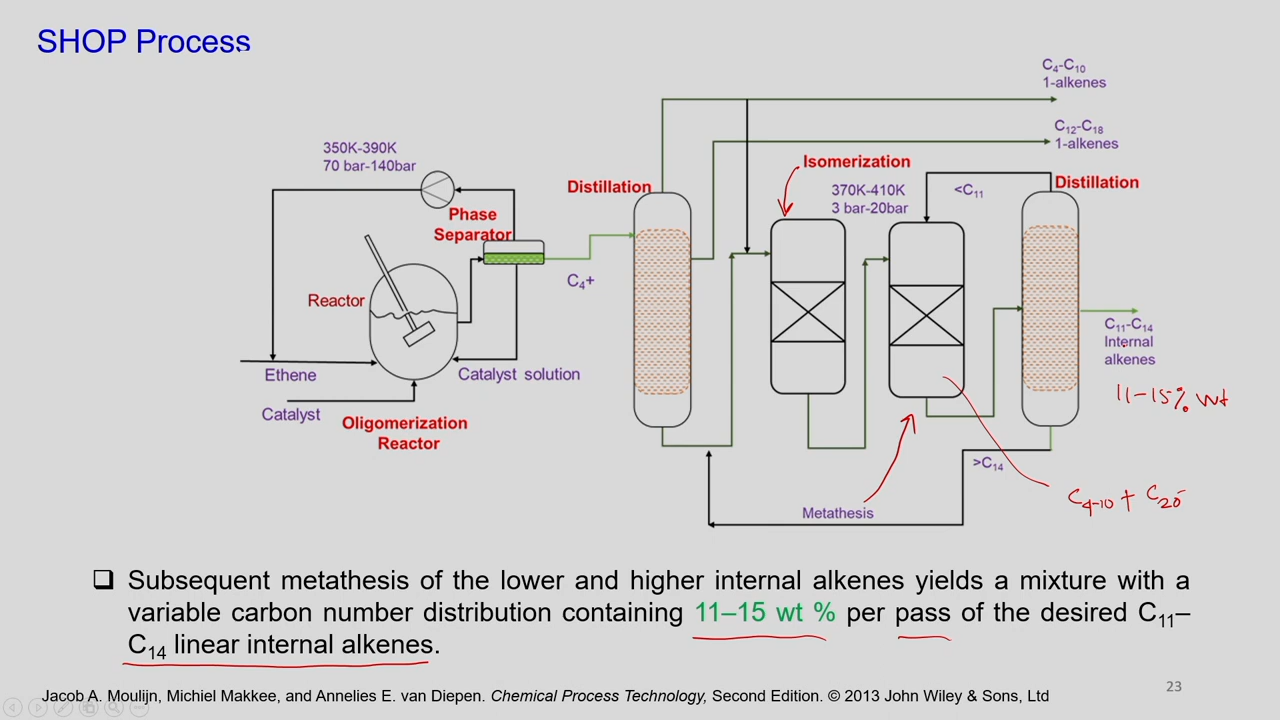 SHOP Process
C4-C10
1-alkenes
C12-C18
1-alkenes
350K-390K
70 bar-140bar
Isomerization
Distillation
370K-410K
3 bar-20bar
<C11
Distillation
Phase
Separator
C4+
Reactor
C11-C14
Internal
alkenes
Ethene
Catalyst solution
11-15% wt
Catalyst
Oligomerization
Reactor
>C14
Metathesis
❑ Subsequent metathesis of the lower and higher internal alkenes yields a mixture with a
variable carbon number distribution containing 11–15 wt % per pass of the desired C11–
C14 linear internal alkenes.
Jacob A. Moulijn, Michiel Makkee, and Annelies E. van Diepen. Chemical Process Technology, Second Edition. © 2013 John Wiley & Sons, Ltd
23